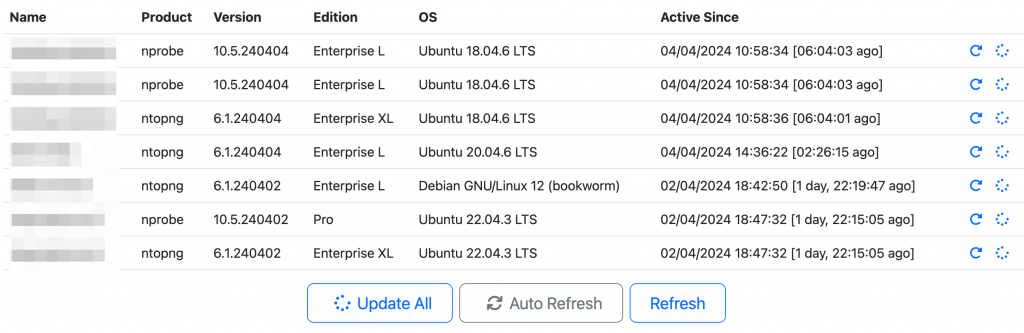 Name Product Version Edition OS Active Since
nprobe 10.5.240404 Enterprise L Ubuntu 18.04.6 LTS 04/04/2024 10:58:34 [06:04:03 ago]
nprobe 10.5.240404 Enterprise L Ubuntu 18.04.6 LTS 04/04/2024 10:58:34 [06:04:03 ago]
ntopng 6.1.240404 Enterprise XL Ubuntu 18.04.6 LTS 04/04/2024 10:58:36 [06:04:01 ago]
ntopng 6.1.240404 Enterprise L Ubuntu 20.04.6 LTS 04/04/2024 14:36:22 [02:26:15 ago]
ntopng 6.1.240402 Enterprise L Debian GNU/Linux 12 (bookworm) 02/04/2024 18:42:50 [1 day, 22:19:47 ago]
nprobe 10.5.240402 Pro Ubuntu 22.04.3 LTS 02/04/2024 18:47:32 [1 day, 22:15:05 ago]
ntopng 6.1.240402 Enterprise XL Ubuntu 22.04.3 LTS 02/04/2024 18:47:32 [1 day, 22:15:05 ago]
Update All Auto Refresh Refresh